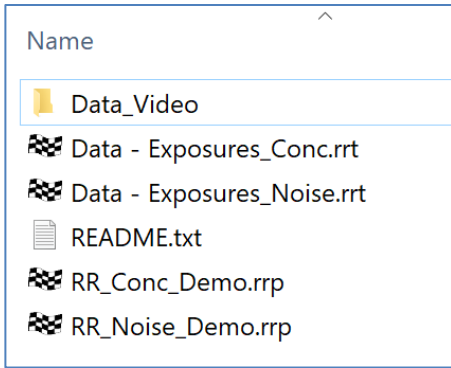 Name
Data_Video
Data - Exposures_Conc.rrt
Data - Exposures_Noise.rrt
README.txt
RR_Conc_Demo.rrp
RR_Noise_Demo.rrp